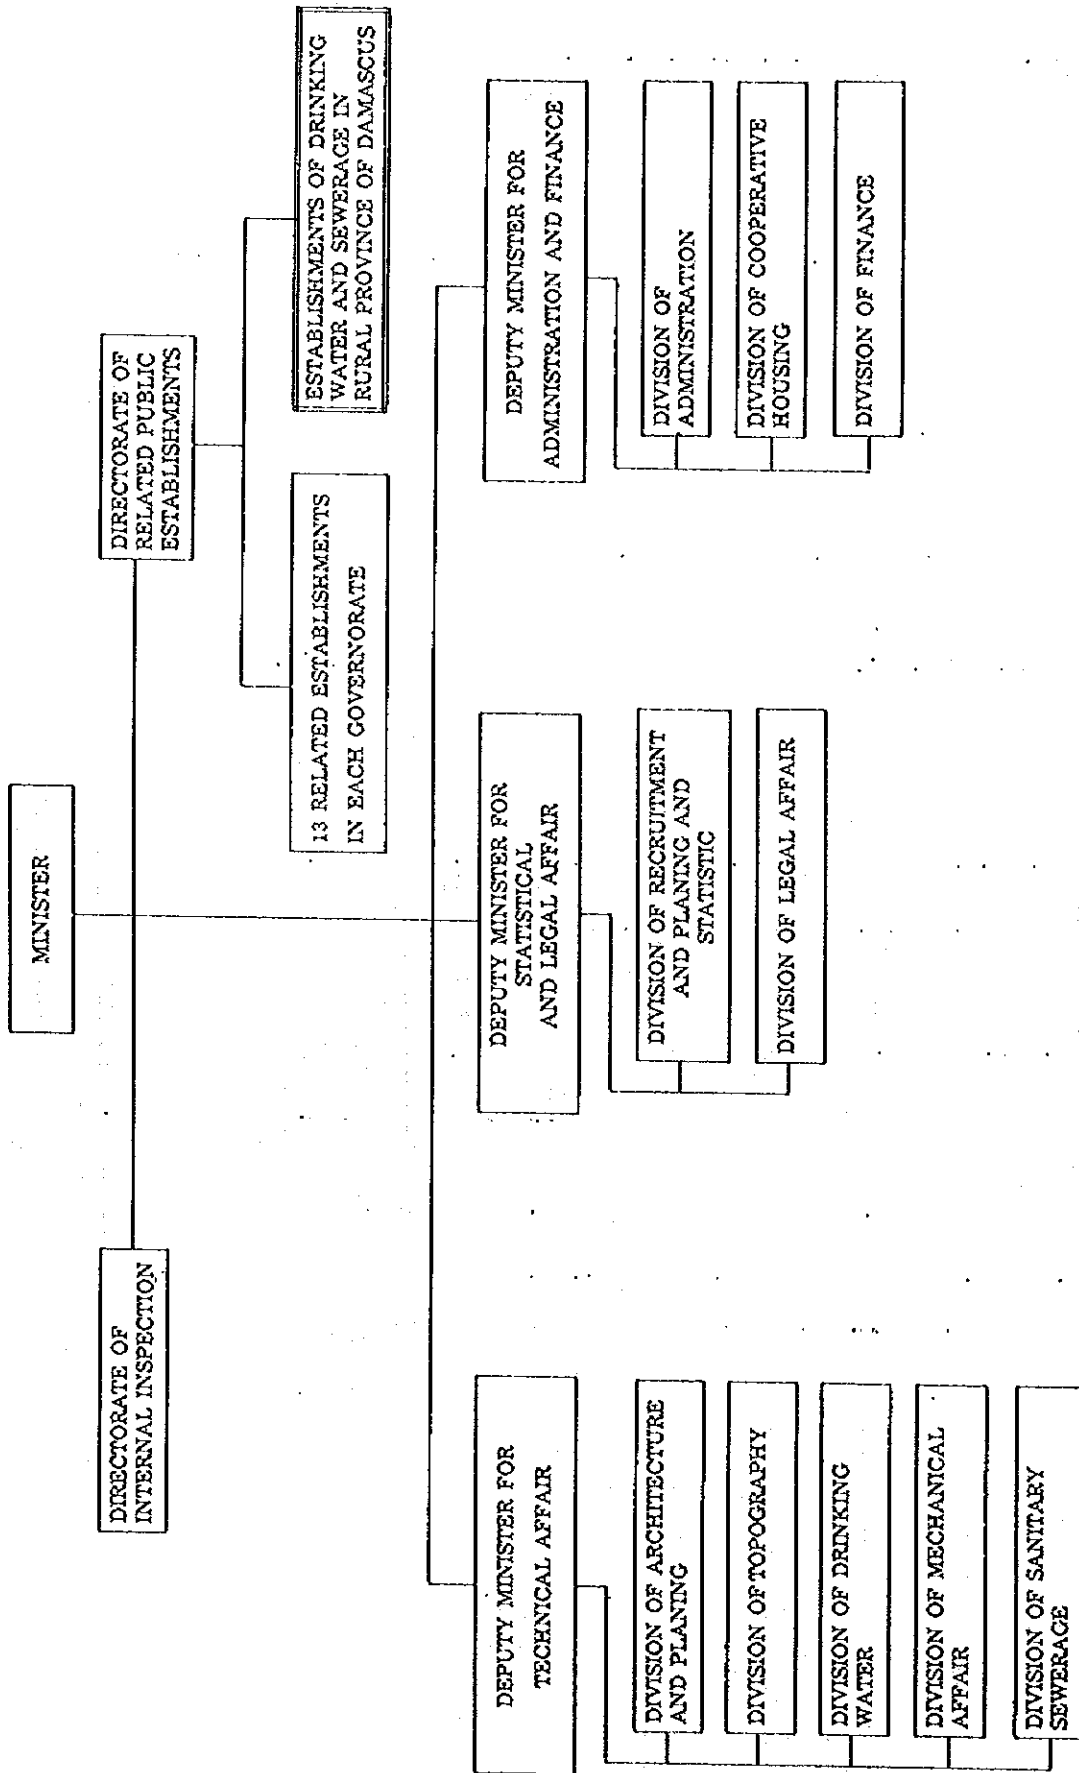 MINISTER
DIRECTORATE OF
INTERNAL INSPECTION
DIRECTORATE OF
RELATED PUBLIC
ESTABLISHMENTS
13 RELATED ESTABLISHMENTS
IN EACH GOVERNORATE
ESTABLISHMENTS OF DRINKING
WATER AND SEWERAGE IN
RURAL PROVINCE OF DAMASCUS
DEPUTY MINISTER FOR
TECHNICAL AFFAIR
DIVISION OF ARCHITECTURE
AND PLANING
DIVISION OF TOPOGRAPHY
DIVISION OF DRINKING
WATER
DIVISION OF MECHANICAL
AFFAIR
DIVISION OF SANITARY
SEWERAGE
DEPUTY MINISTER FOR
STATISTICAL
AND LEGAL AFFAIR
DIVISION OF RECRUITMENT
AND PLANING AND
STATISTIC
DIVISION OF LEGAL AFFAIR
DEPUTY MINISTER FOR
ADMINISTRATION AND FINANCE
DIVISION OF
ADMINISTRATION
DIVISION OF COOPERATIVE
HOUSING
DIVISION OF FINANCE